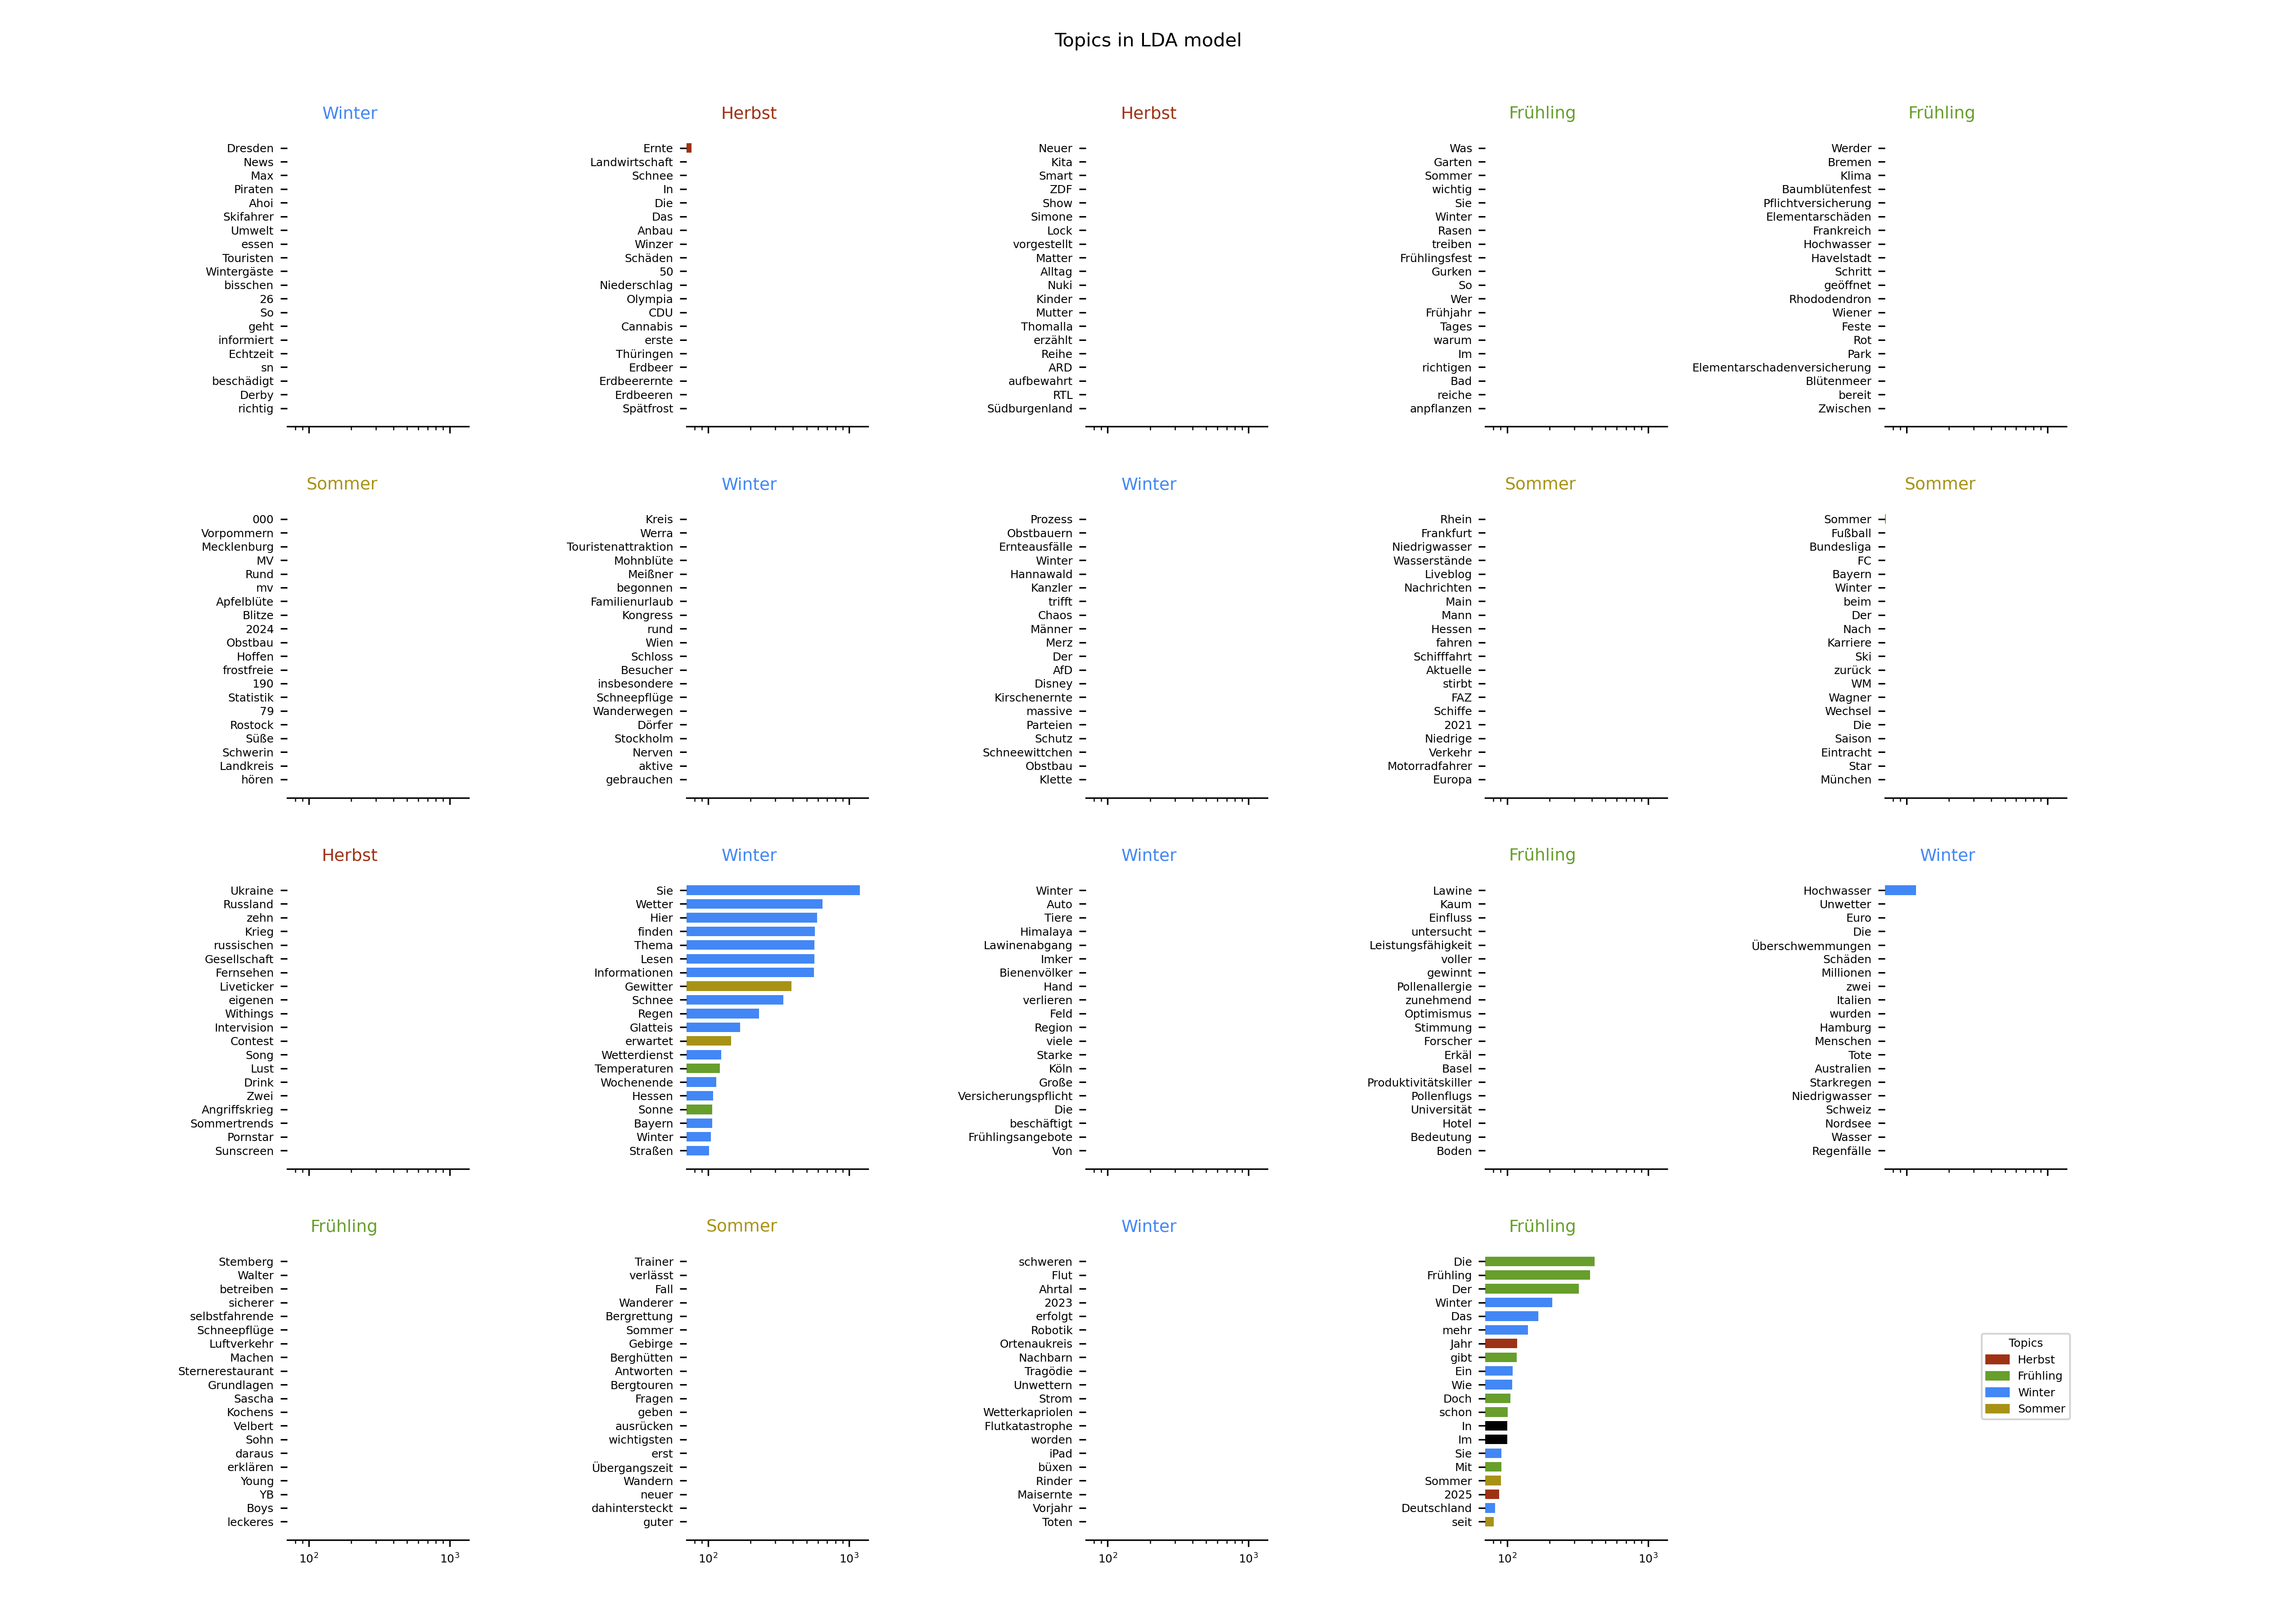 Topics in LDA model
Winter
Dresden
News
Max
Piraten
Ahoi
Skifahrer
Umwelt
essen
Touristen
Wintergäste
bisschen
26
So
geht
informiert
Echtzeit
sn
beschädigt
Derby
richtig
Herbst
Ernte
Landwirtschaft
Schnee
In
Die
Das
Anbau
Winzer
Schäden
50
Niederschlag
Olympia
CDU
Cannabis
erste
Thüringen
Erdbeer
Erdbeerernte
Erdbeeren
Spätfrost
Herbst
Neuer
Kita
Smart
ZDF
Show
Simone
Lock
vorgestellt
Matter
Alltag
Nuki
Kinder
Mutter
Thomalla
erzählt
Reihe
ARD
aufbewahrt
RTL
Südburgenland
Frühling
Was
Garten
Sommer
wichtig
Sie
Winter
Rasen
treiben
Frühlingsfest
Gurken
So
Wer
Frühjahr
Tages
warum
Im
richtigen
Bad
reiche
anpflanzen
Frühling
Werder
Bremen
Klima
Baumblütenfest
Pflichtversicherung
Elementarschäden
Frankreich
Hochwasser
Havelstadt
Schritt
geöffnet
Rhododendron
Wiener
Feste
Rot
Park
Elementarschadenversicherung
Blütenmeer
bereit
Zwischen
Sommer
000
Vorpommern
Mecklenburg
MV
Rund
mv
Apfelblüte
Blitze
2024
Obstbau
Hoffen
frostfreie
190
Statistik
79
Rostock
Süße
Schwerin
Landkreis
hören
Winter
Kreis
Werra
Touristenattraktion
Mohnblüte
Meißner
begonnen
Familienurlaub
Kongress
rund
Wien
Schloss
Besucher
insbesondere
Schneepflüge
Wanderwegen
Dörfer
Stockholm
Nerven
aktive
gebrauchen
Winter
Prozess
Obstbauern
Ernteausfälle
Winter
Hannawald
Kanzler
trifft
Chaos
Männer
Merz
Der
AfD
Disney
Kirschenernte
massive
Parteien
Schutz
Schneewittchen
Obstbau
Klette
Sommer
Rhein
Frankfurt
Niedrigwasser
Wasserstände
Liveblog
Nachrichten
Main
Mann
Hessen
fahren
Schifffahrt
Aktuelle
stirbt
FAZ
Schiffe
2021
Niedrige
Verkehr
Motorradfahrer
Europa
Sommer
Sommer
Fußball
Bundesliga
FC
Bayern
Winter
beim
Der
Nach
Karriere
Ski
zurück
WM
Wagner
Wechsel
Die
Saison
Eintracht
Star
München
Herbst
Ukraine
Russland
zehn
Krieg
russischen
Gesellschaft
Fernsehen
Liveticker
eigenen
Withings
Intervision
Contest
Song
Lust
Drink
Zwei
Angriffskrieg
Sommertrends
Pornstar
Sunscreen
Winter
Sie
Wetter
Hier
finden
Thema
Lesen
Informationen
Gewitter
Schnee
Regen
Glatteis
erwartet
Wetterdienst
Temperaturen
Wochenende
Hessen
Sonne
Bayern
Winter
Straßen
Winter
Winter
Auto
Tiere
Himalaya
Lawinenabgang
Imker
Bienenvölker
Hand
verlieren
Feld
Region
viele
Starke
Köln
Große
Versicherungspflicht
Die
beschäftigt
Frühlingsangebote
Von
Frühling
Lawine
Kaum
Einfluss
untersucht
Leistungsfähigkeit
voller
gewinnt
Pollenallergie
zunehmend
Optimismus
Stimmung
Forscher
Erkäl
Basel
Produktivitätskiller
Pollenflugs
Universität
Hotel
Bedeutung
Boden
Winter
Hochwasser
Unwetter
Euro
Die
Überschwemmungen
Schäden
Millionen
zwei
Italien
wurden
Hamburg
Menschen
Tote
Australien
Starkregen
Niedrigwasser
Schweiz
Nordsee
Wasser
Regenfälle
Frühling
Stemberg
Walter
betreiben
sicherer
selbstfahrende
Schneepflüge
Luftverkehr
Machen
Sternerestaurant
Grundlagen
Sascha
Kochens
Velbert
Sohn
daraus
erklären
Young
YB
Boys
leckeres
10²
10³
Sommer
Trainer
verlässt
Fall
Wanderer
Bergrettung
Sommer
Gebirge
Berghütten
Antworten
Bergtouren
Fragen
geben
ausrücken
wichtigsten
erst
Übergangszeit
Wandern
neuer
dahintersteckt
guter
10²
10³
Winter
schweren
Flut
Ahrtal
2023
erfolgt
Robotik
Ortenaukreis
Nachbarn
Tragödie
Unwettern
Strom
Wetterkapriolen
Flutkatastrophe
worden
iPad
büxen
Rinder
Maisernte
Vorjahr
Toten
10²
10³
Frühling
Die
Frühling
Der
Winter
Das
mehr
Jahr
gibt
Ein
Wie
Doch
schon
In
Im
Sie
Mit
Sommer
2025
Deutschland
seit
10²
10³
Topics
Herbst
Frühling
Winter
Sommer